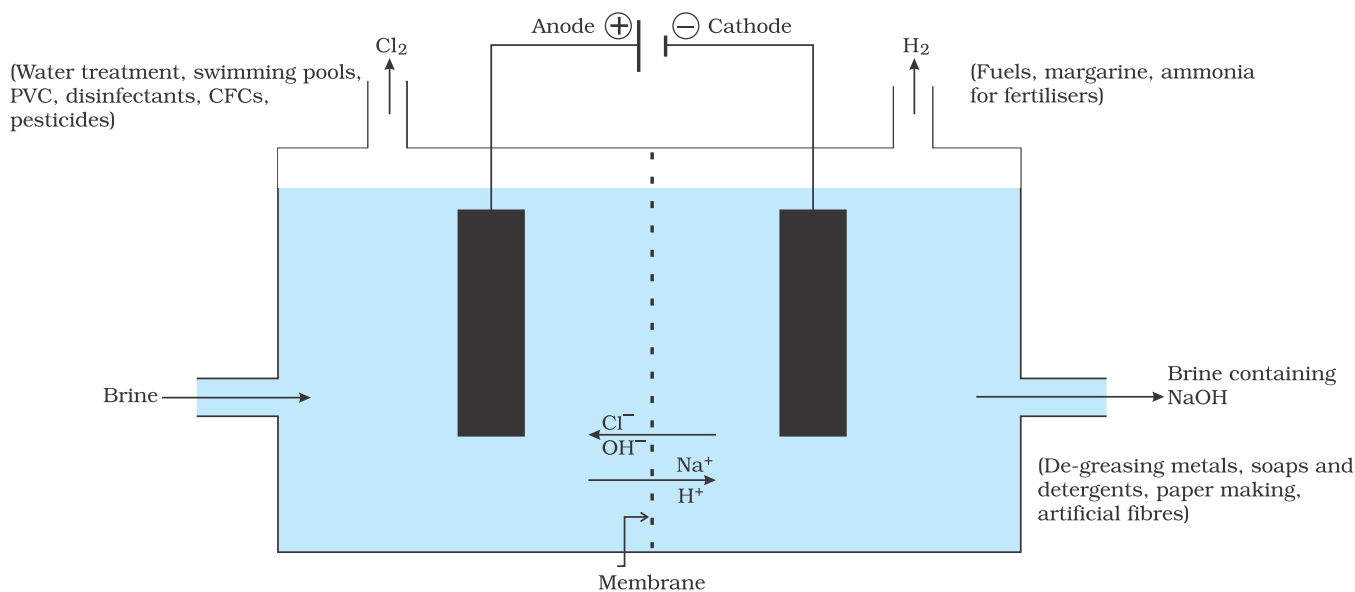 Anode + − Cathode
Cl₂
H₂
(Water treatment, swimming pools,
PVC, disinfectants, CFCs,
pesticides)
(Fuels, margarine, ammonia
for fertilisers)
Brine
Brine containing
NaOH
Cl⁻
OH⁻
Na⁺
H⁺
(De-greasing metals, soaps and
detergents, paper making,
artificial fibres)
Membrane